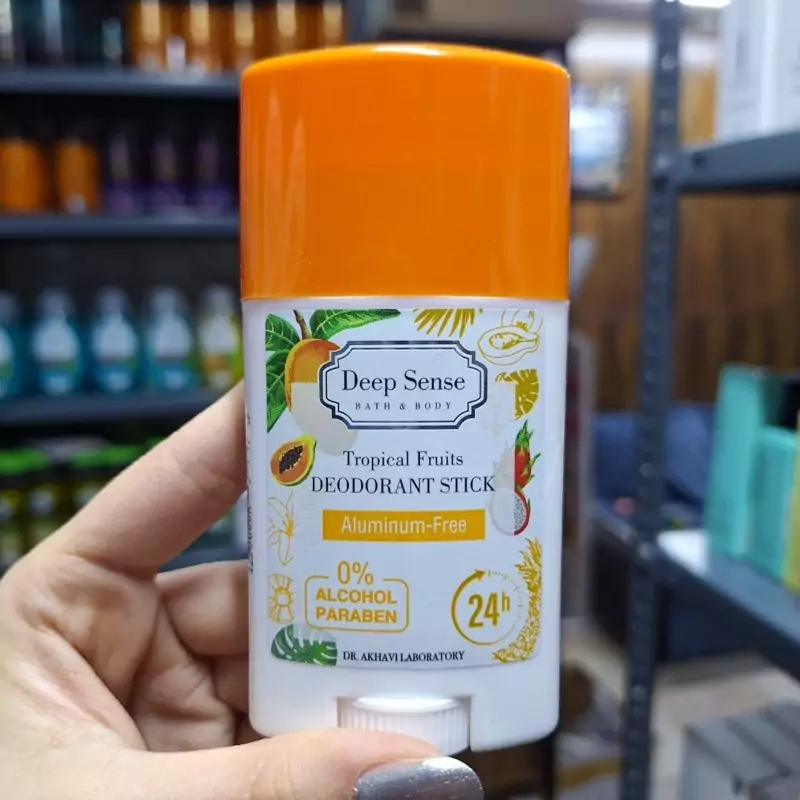 Deep Sense
BATH & BODY
Tropical Fruits
DEODORANT STICK
Aluminum-Free
0%
ALCOHOL
PARABEN
24h
DR. AKHAVI LABORATORY